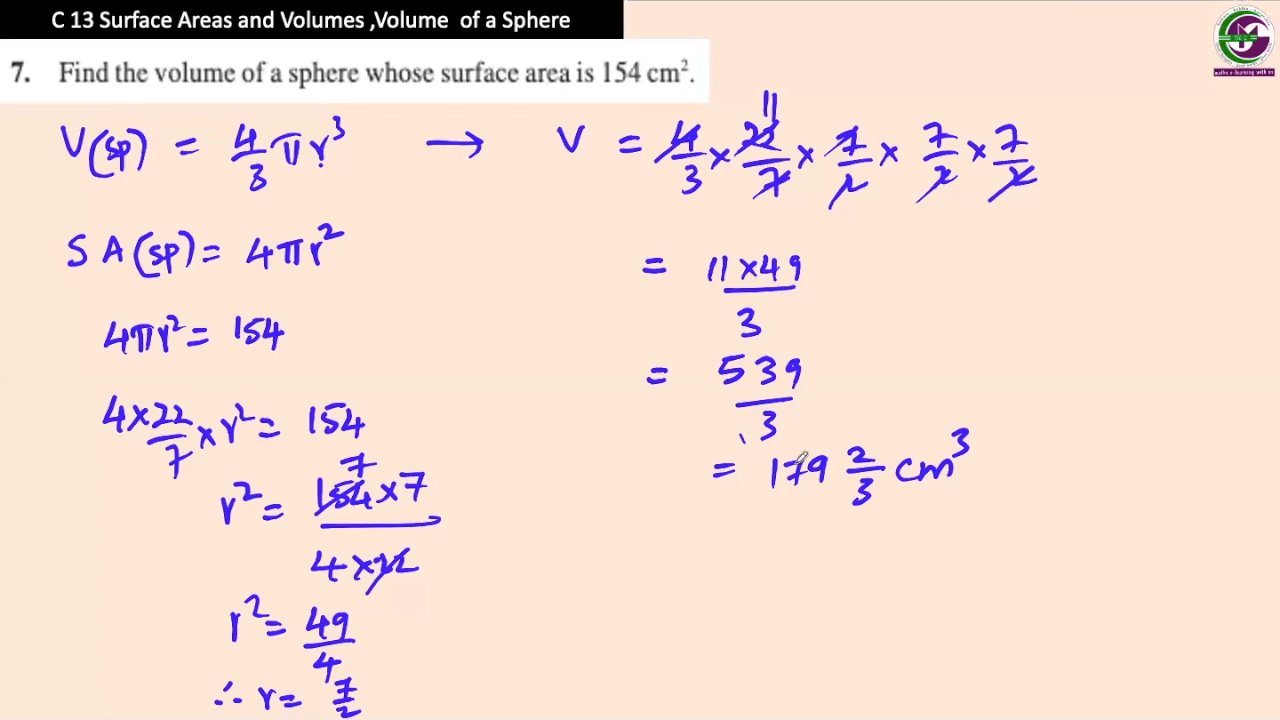 C 13 Surface Areas and Volumes ,Volume of a Sphere
7. Find the volume of a sphere whose surface area is 154 cm².
V(sp) = 4/3 πr³ → V = 4/3 × 22/7 × 7/2 × 7/2 × 7/2
11
SA(sp) = 4πr²
= 11×49/3
4πr² = 154
= 539/3
4×22/7 × r² = 154
= 179 2/3 cm³
7
r² = 154×7/4×22
r² = 49/4
∴ r = 7/2